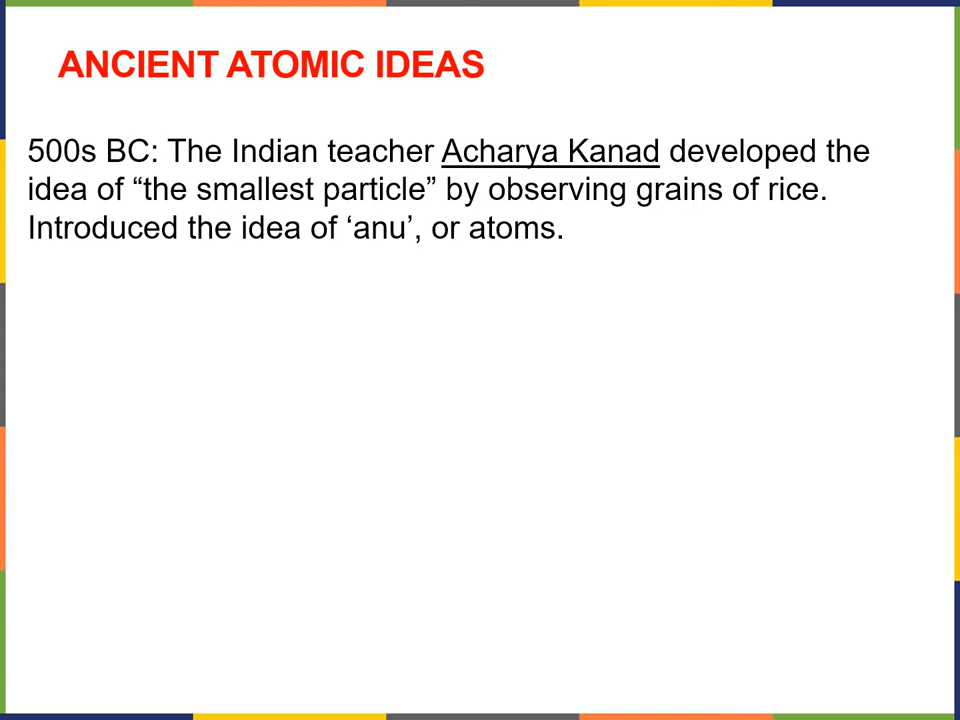 ANCIENT ATOMIC IDEAS
500s BC: The Indian teacher Acharya Kanad developed the
idea of “the smallest particle” by observing grains of rice.
Introduced the idea of ‘anu’, or atoms.